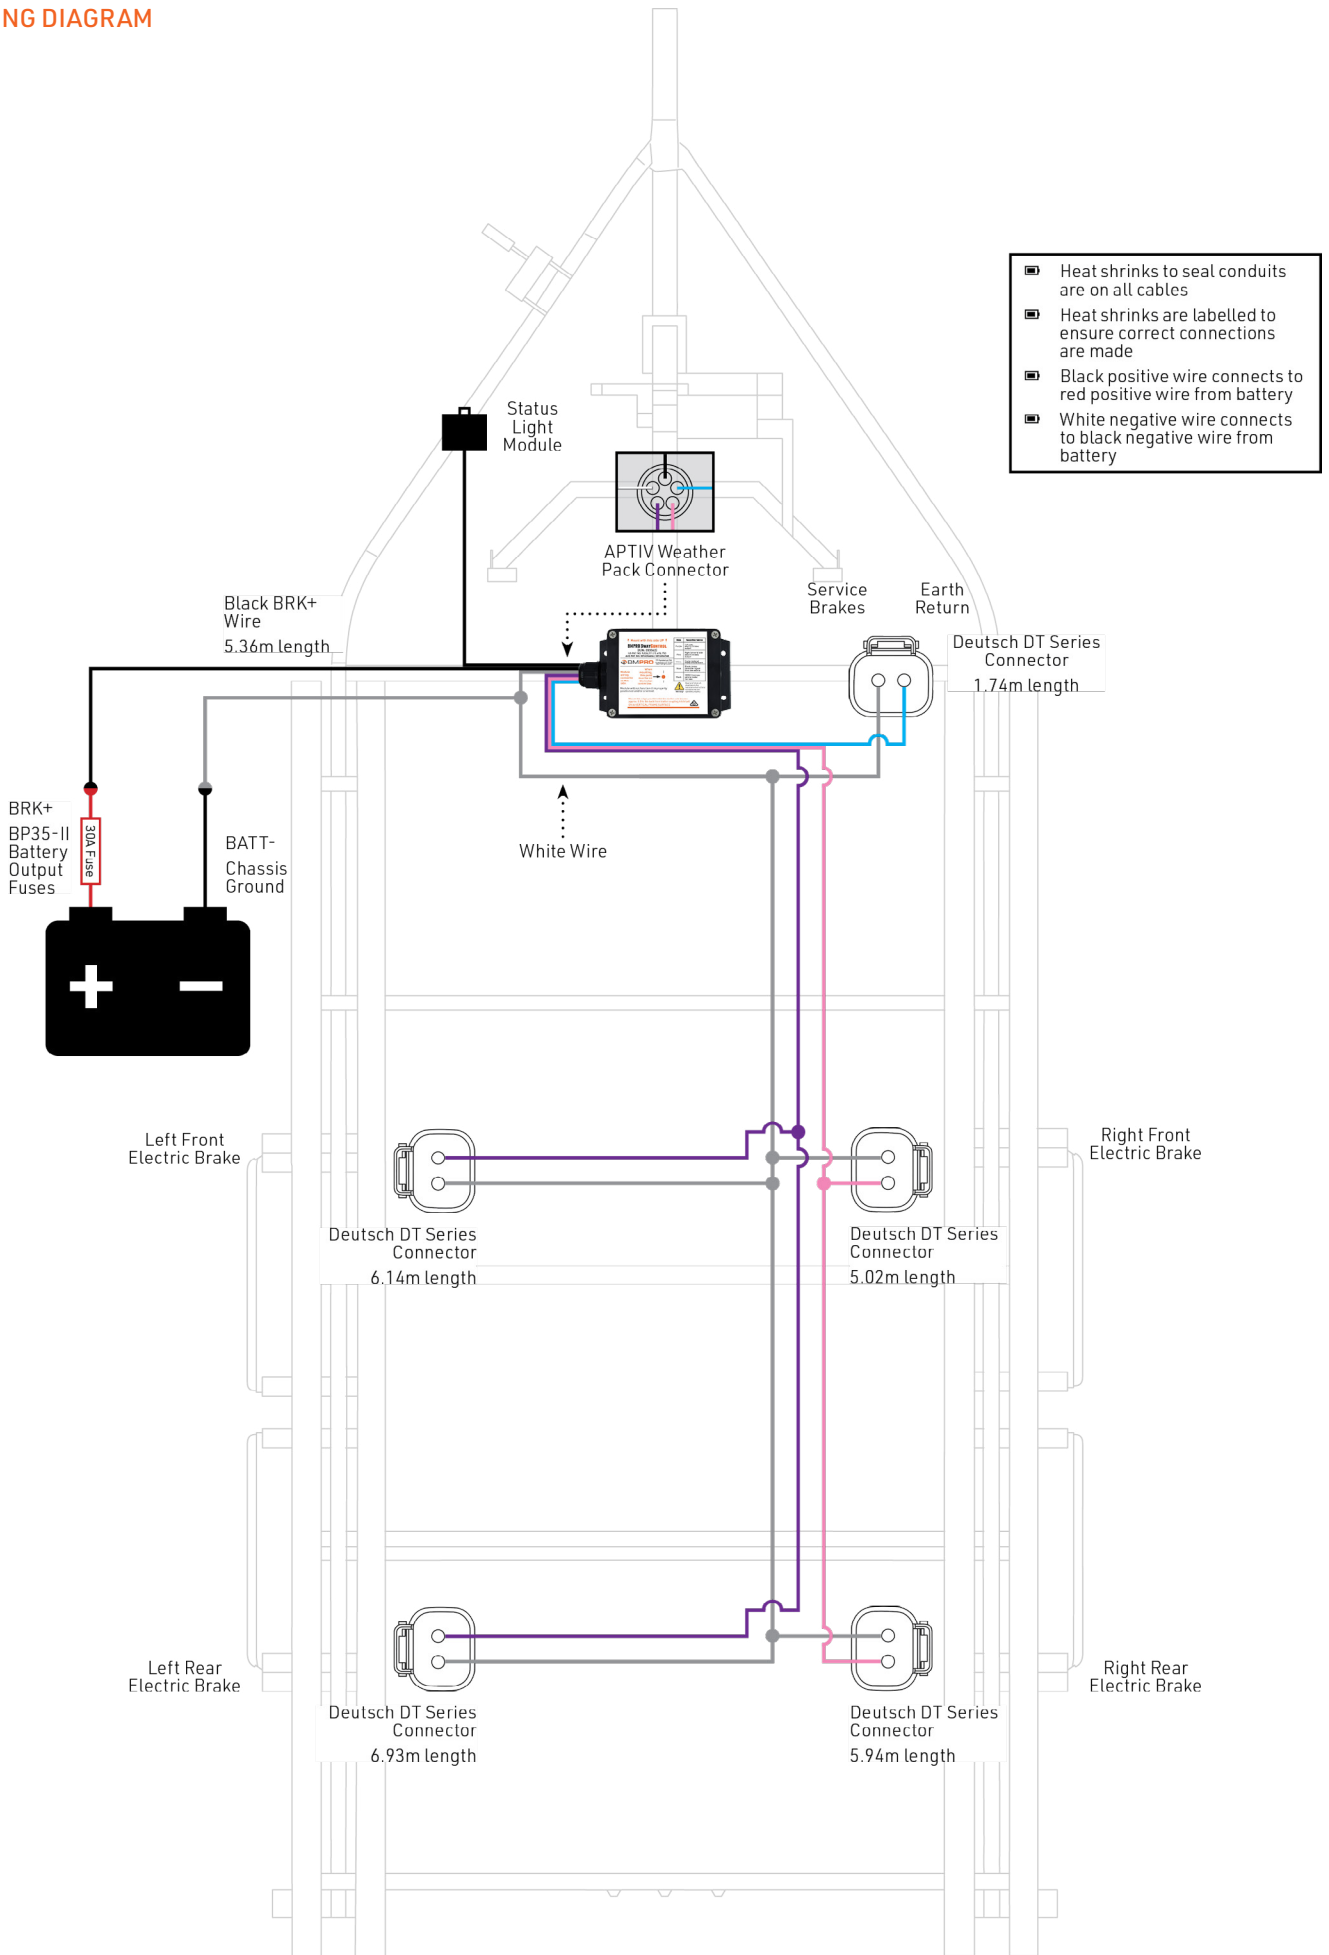 NG DIAGRAM
Heat shrinks to seal conduits
are on all cables
Heat shrinks are labelled to
ensure correct connections
are made
Black positive wire connects to
red positive wire from battery
White negative wire connects
to black negative wire from
battery
Status
Light
Module
APTIV Weather
Pack Connector
Service
Brakes
Earth
Return
Black BRK+
Wire
5.36m length
Deutsch DT Series
Connector
1.74m length
BMPRO
BRK+
BP35-II
Battery
Output
Fuses
30A Fuse
BATT-
Chassis
Ground
White Wire
+
−
Left Front
Electric Brake
Right Front
Electric Brake
Deutsch DT Series
Connector
6.14m length
Deutsch DT Series
Connector
5.02m length
Left Rear
Electric Brake
Right Rear
Electric Brake
Deutsch DT Series
Connector
6.93m length
Deutsch DT Series
Connector
5.94m length